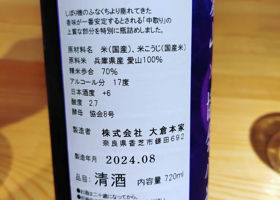 しぼり機のふなくちより垂れてきた
香味が一番安定するとされる「中取り」の
上質な部分を特別に瓶詰めしました。
原材料名 米(国産)、米こうじ(国産米)
原料米 兵庫県産 愛山100%
精米歩合 70%
アルコール分 17度
日本酒度 +6
酸度 2.7
酵母 協会8号
製造者 株式会社 大倉本家
奈良県香芝市鎌田692
製造年月 2024.08
品目:清酒 内容量720ml